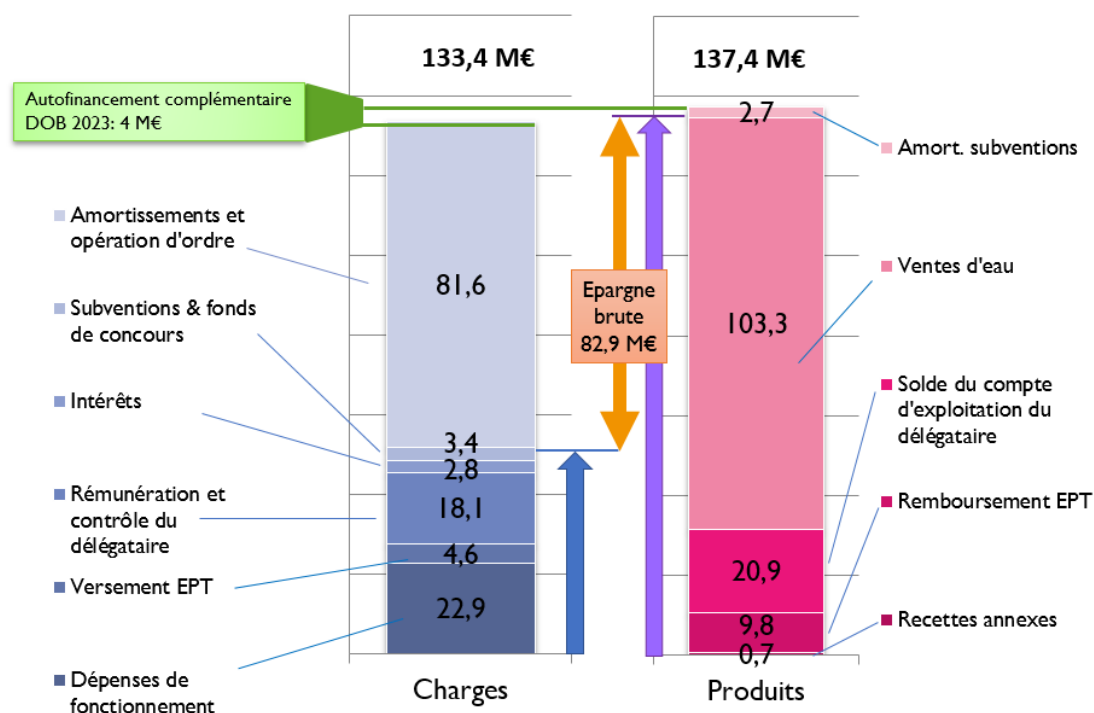 133,4 M€
137,4 M€
Autofinancement complémentaire
DOB 2023: 4 M€
Amortissements et
opération d'ordre
Subventions & fonds
de concours
Intérêts
Rémunération et
contrôle du
délégataire
Versement EPT
Dépenses de
fonctionnement
81,6
3,4
2,8
18,1
4,6
22,9
Charges
Epargne
brute
82,9 M€
2,7
103,3
20,9
9,8
0,7
Produits
Amort. subventions
Ventes d'eau
Solde du compte
d'exploitation du
délégataire
Remboursement EPT
Recettes annexes